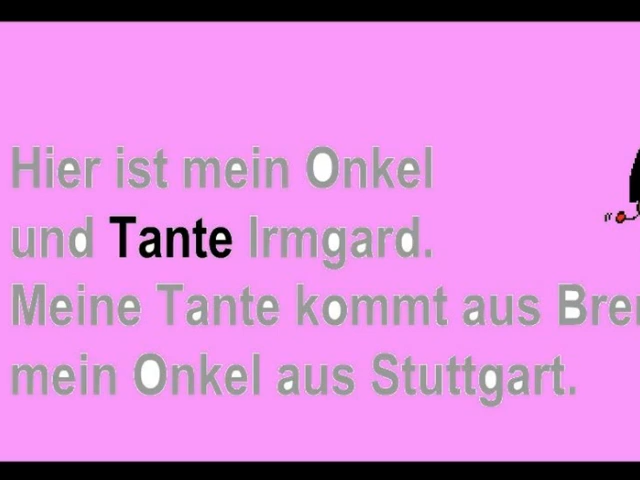 Hier ist mein Onkel
und Tante Irmgard.
Meine Tante kommt aus
mein Onkel aus Stuttgart.